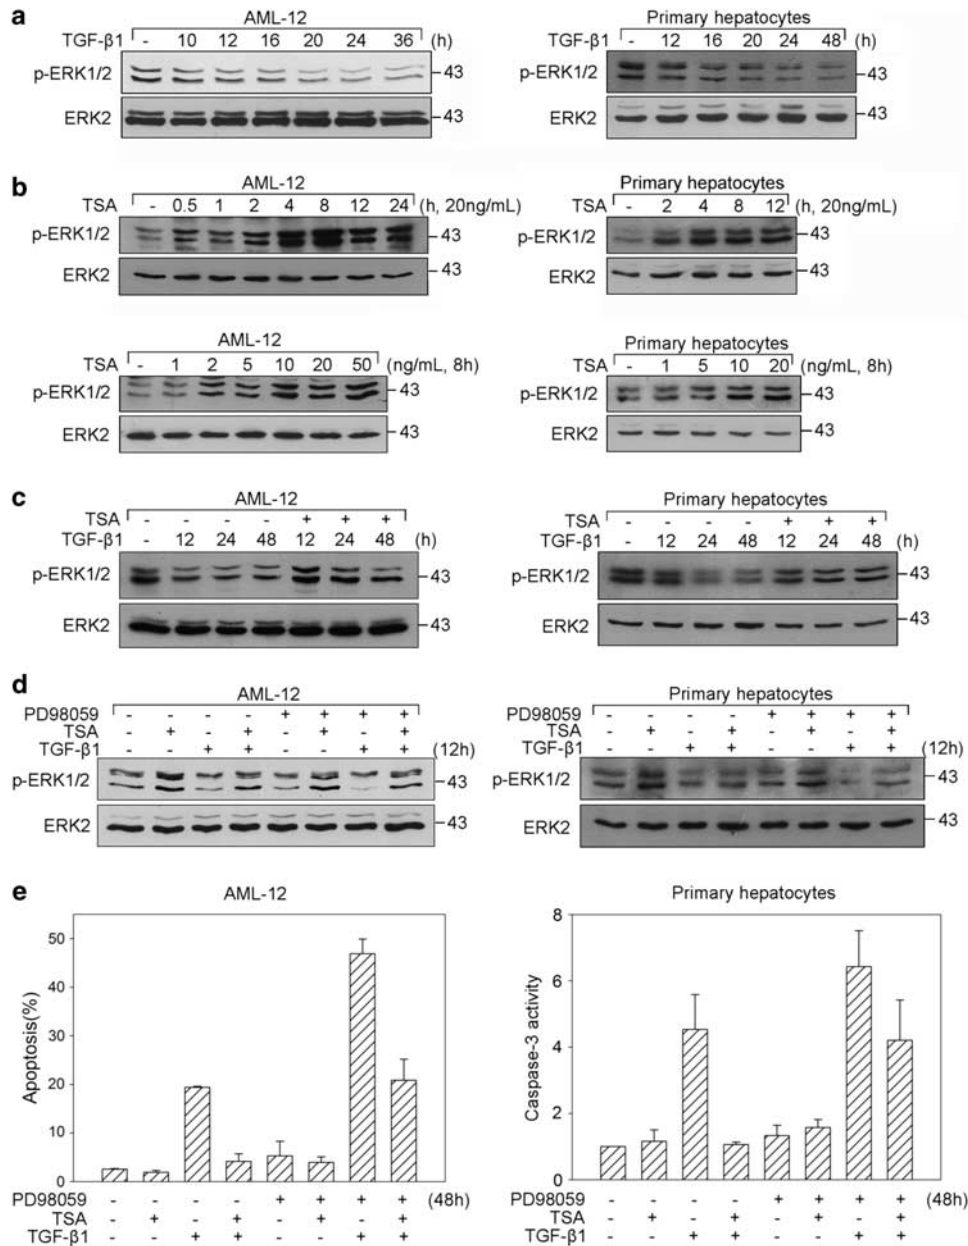 a
AML-12
TGF-β1 - 10 12 16 20 24 36 (h)
p-ERK1/2 43
ERK2 43
Primary hepatocytes
TGF-β1 - 12 16 20 24 48 (h)
p-ERK1/2 43
ERK2 43
b
AML-12
TSA - 0.5 1 2 4 8 12 24 (h, 20ng/mL)
p-ERK1/2 43
ERK2 43
Primary hepatocytes
TSA - 2 4 8 12 (h, 20ng/mL)
p-ERK1/2 43
ERK2 43
AML-12
TSA - 1 2 5 10 20 50 (ng/mL, 8h)
p-ERK1/2 43
ERK2 43
Primary hepatocytes
TSA - 1 5 10 20 (ng/mL, 8h)
p-ERK1/2 43
ERK2 43
c
AML-12
TSA - - - - + + +
TGF-β1 - 12 24 48 12 24 48 (h)
p-ERK1/2 43
ERK2 43
Primary hepatocytes
TSA - - - - + + +
TGF-β1 - 12 24 48 12 24 48 (h)
p-ERK1/2 43
ERK2 43
d
AML-12
PD98059 - - - - + + + +
TSA - + - + - + - +
TGF-β1 - - + + - - + + (12h)
p-ERK1/2 43
ERK2 43
Primary hepatocytes
PD98059 - - - - + + + +
TSA - + - + - + - +
TGF-β1 - - + + - - + + (12h)
p-ERK1/2 43
ERK2 43
e
AML-12
Apoptosis(%)
50
40
30
20
10
0
PD98059 - - - - + + + + (48h)
TSA - + - + - + - +
TGF-β1 - - + + - - + +
Primary hepatocytes
Caspase-3 activity
8
6
4
2
0
PD98059 - - - - + + + + (48h)
TSA - + - + - + - +
TGF-β1 - - + + - - + +